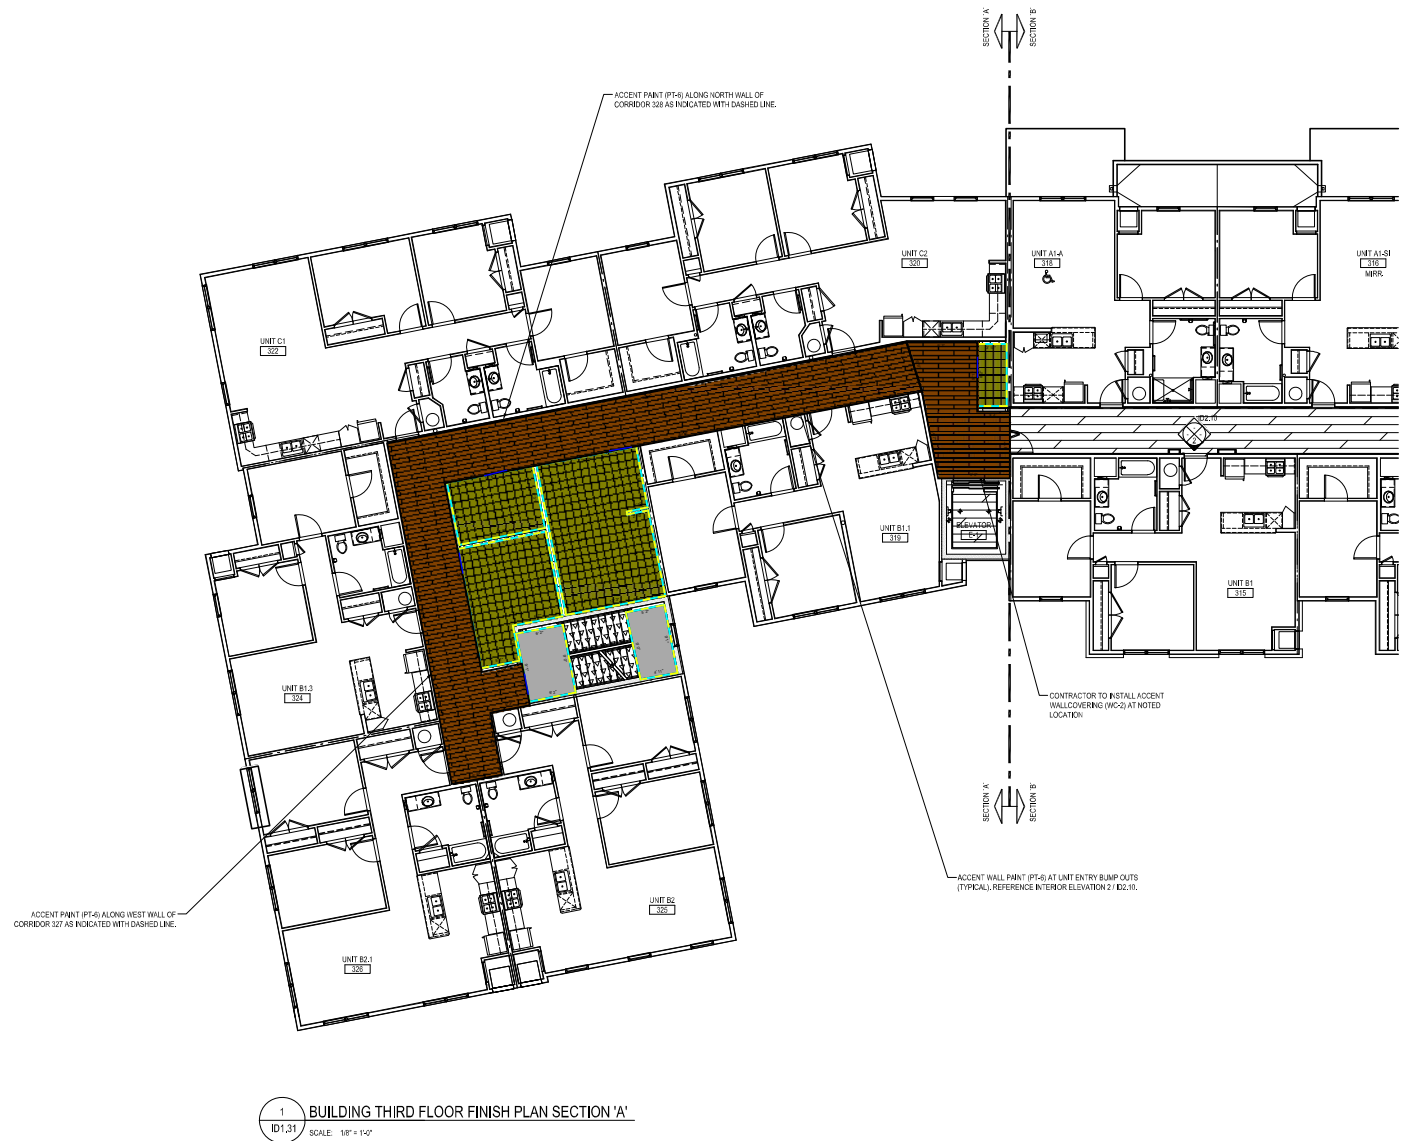 SECTION 'A'
SECTION 'B'
ACCENT PAINT (PT-6) ALONG NORTH WALL OF
CORRIDOR 328 AS INDICATED WITH DASHED LINE.
UNIT C2
320
UNIT A1-A
318
UNIT A1-SI
316
MIRR.
UNIT C1
322
ID2.10
2
UNIT B1.1
319
ELEVATOR
E-1
UNIT B1
315
UNIT B1.3
324
CONTRACTOR TO INSTALL ACCENT
WALLCOVERING (WC-2) AT NOTED
LOCATION
SECTION 'A'
SECTION 'B'
ACCENT WALL PAINT (PT-6) AT UNIT ENTRY BUMP OUTS
(TYPICAL). REFERENCE INTERIOR ELEVATION 2 / ID2.10.
UNIT B2
325
ACCENT PAINT (PT-6) ALONG WEST WALL OF
CORRIDOR 327 AS INDICATED WITH DASHED LINE.
UNIT B2.1
326
1
ID1.31
BUILDING THIRD FLOOR FINISH PLAN SECTION 'A'
SCALE: 1/8" = 1'-0"